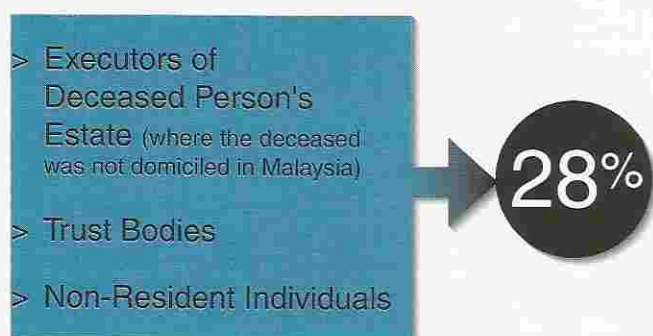 > Executors of
Deceased Person's
Estate (where the deceased
was not domiciled in Malaysia)
> Trust Bodies
> Non-Resident Individuals
28%